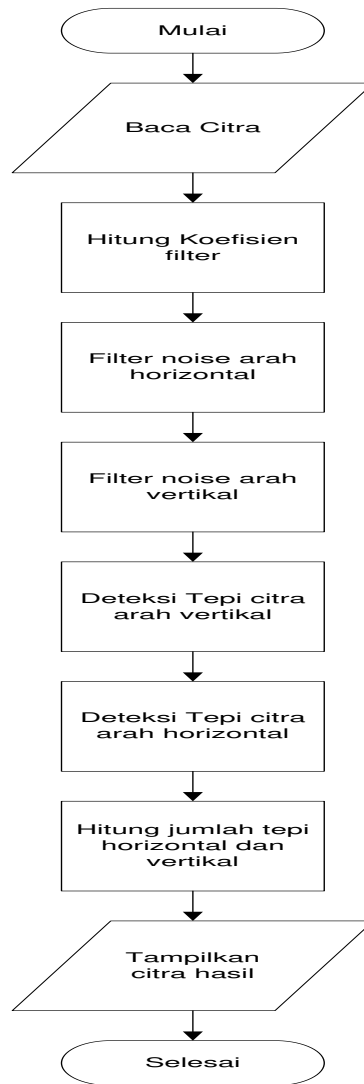 Mulai
Baca Citra
Hitung Koefisien
filter
Filter noise arah
horizontal
Filter noise arah
vertikal
Deteksi Tepi citra
arah vertikal
Deteksi Tepi citra
arah horizontal
Hitung jumlah tepi
horizontal dan
vertikal
Tampilkan
citra hasil
Selesai